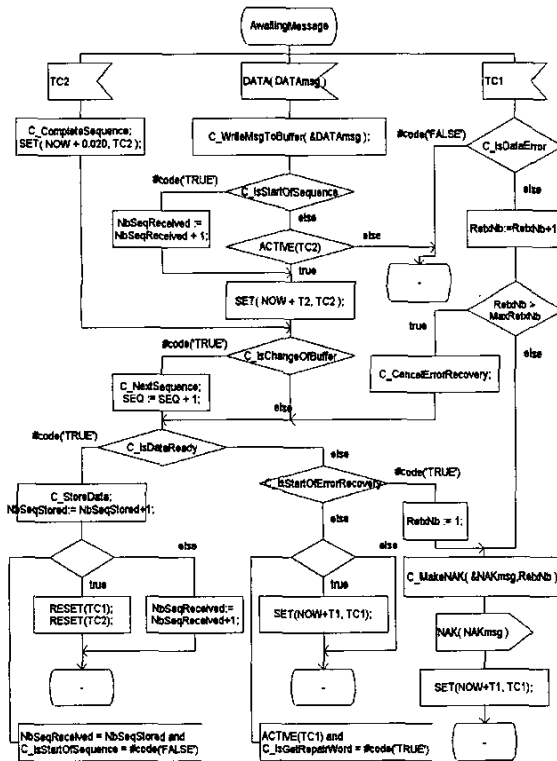 AwaitingMessage
TC2
DATA( DATAmsg )
TC1
C_CompleteSequence;
SET( NOW + 0.020, TC2 );
C_WriteMsgToBuffer( &DATAmsg );
#code('FALSE')
C_IsDataError
#code('TRUE')
C_IsStartOfSequence
else
else
NbSeqReceived :=
NbSeqReceived + 1;
ACTIVE(TC2)
else
RetxNb:=RetxNb+1
true
-
SET( NOW + T2, TC2 );
RetxNb >
MaxRetxNb
true
#code('TRUE')
C_IsChangeOfBuffer
else
C_NextSequence;
SEQ := SEQ + 1;
C_CancelErrorRecovery;
else
#code('TRUE')
C_IsDataReady
else
#code('TRUE')
C_StoreData;
NbSeqStored:= NbSeqStored+1;
C_IsStartOfErrorRecovery
else
RetxNb := 1;
else
else
true
true
C_MakeNAK( &NAKmsg,RetxNb );
RESET(TC1);
RESET(TC2);
NbSeqReceived:=
NbSeqReceived+1;
SET(NOW+T1, TC1);
NAK( NAKmsg )
-
-
SET(NOW+T1, TC1);
NbSeqReceived = NbSeqStored and
C_IsStartOfSequence = #code('FALSE')
ACTIVE(TC1) and
C_IsGetRepairWord = #code('TRUE')
-